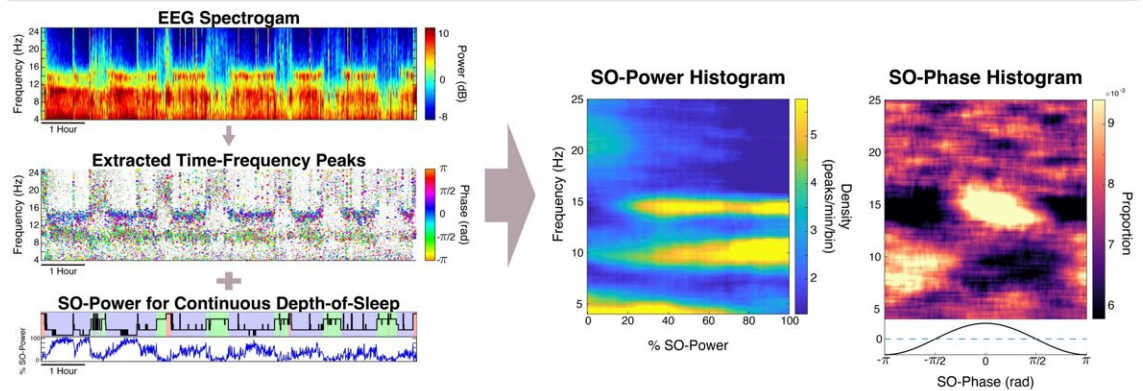 EEG Spectrogam
Frequency (Hz)
24
20
16
12
8
4
10
0
-8
Power (dB)
1 Hour
Extracted Time-Frequency Peaks
Frequency (Hz)
24
20
16
12
8
4
π
π/2
0
-π/2
-π
Phase (rad)
1 Hour
SO-Power for Continuous Depth-of-Sleep
% SO-Power
100
0
1 Hour
SO-Power Histogram
Frequency (Hz)
25
20
15
10
5
0 20 40 60 80 100
% SO-Power
5
4
3
2
Density
(peaks/min/bin)
SO-Phase Histogram
25
20
15
10
5
×10⁻³
9
8
7
6
Proportion
0
-π -π/2 0 π/2 π
SO-Phase (rad)